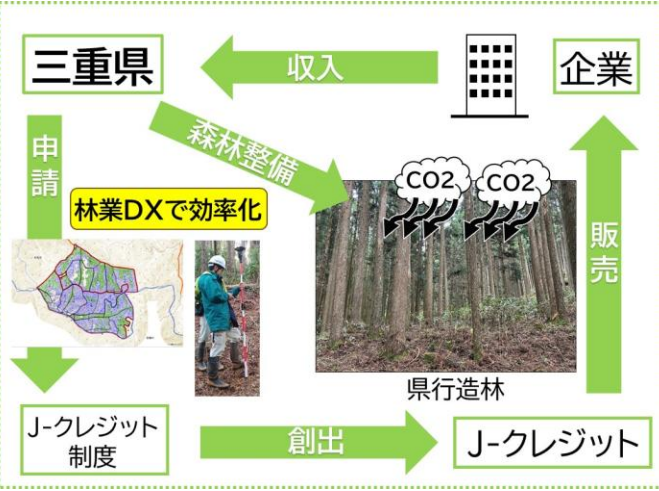 三重県
収入
企業
申請
森林整備
CO2
CO2
林業DXで効率化
販売
県行造林
J-クレジット
制度
創出
J-クレジット